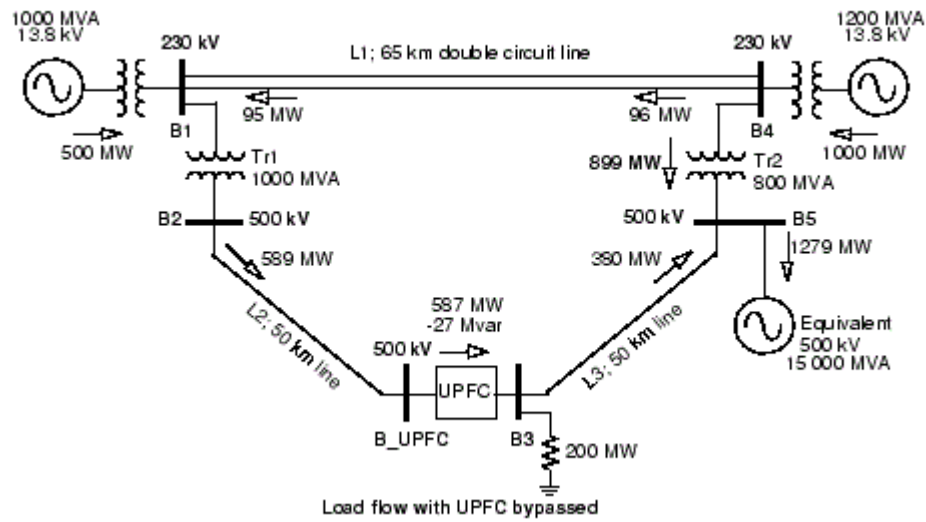 1000 MVA
13.8 kV
230 kV
L1; 65 km double circuit line
230 kV
1200 MVA
13.8 kV
500 MW
B1
95 MW
96 MW
B4
1000 MW
Tr1
1000 MVA
899 MW
Tr2
800 MVA
B2
500 kV
500 kV
B5
589 MW
380 MW
1279 MW
L2; 50 km line
587 MW
-27 Mvar
500 kV
L3; 50 km line
Equivalent
500 kV
15 000 MVA
UPFC
B_UPFC
B3
200 MW
Load flow with UPFC bypassed